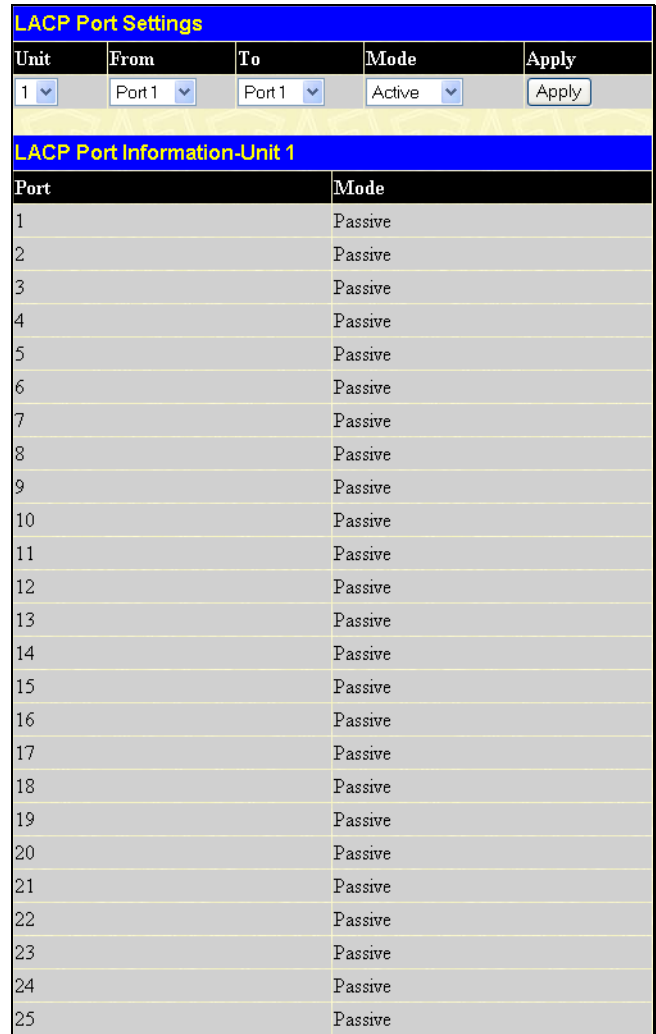 LACP Port Settings
Unit From To Mode Apply
1 Port 1 Port 1 Active Apply
LACP Port Information-Unit 1
Port Mode
1 Passive
2 Passive
3 Passive
4 Passive
5 Passive
6 Passive
7 Passive
8 Passive
9 Passive
10 Passive
11 Passive
12 Passive
13 Passive
14 Passive
15 Passive
16 Passive
17 Passive
18 Passive
19 Passive
20 Passive
21 Passive
22 Passive
23 Passive
24 Passive
25 Passive